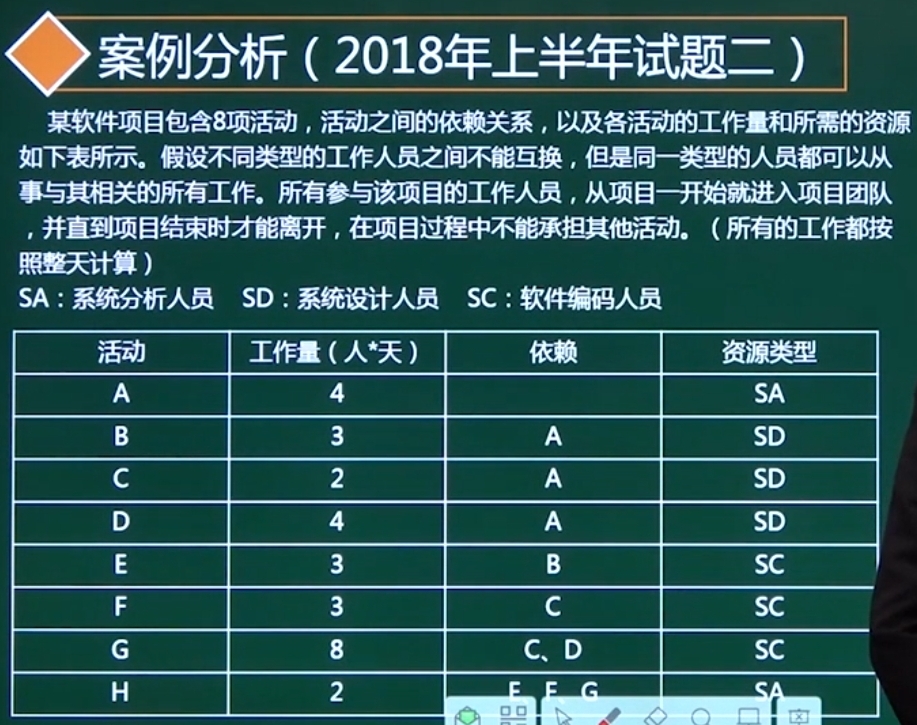 案例分析（2018年上半年试题二）
某软件项目包含8项活动，活动之间的依赖关系，以及各活动的工作量和所需的资源
如下表所示。假设不同类型的工作人员之间不能互换，但是同一类型的人员都可以从
事与其相关的所有工作。所有参与该项目的工作人员，从项目一开始就进入项目团队
，并直到项目结束时才能离开，在项目过程中不能承担其他活动。（所有的工作都按
照整天计算）
SA：系统分析人员 SD：系统设计人员 SC：软件编码人员
活动 工作量（人*天） 依赖 资源类型
A 4 SA
B 3 A SD
C 2 A SD
D 4 A SD
E 3 B SC
F 3 C SC
G 8 C、D SC
H 2 E、F、G SA